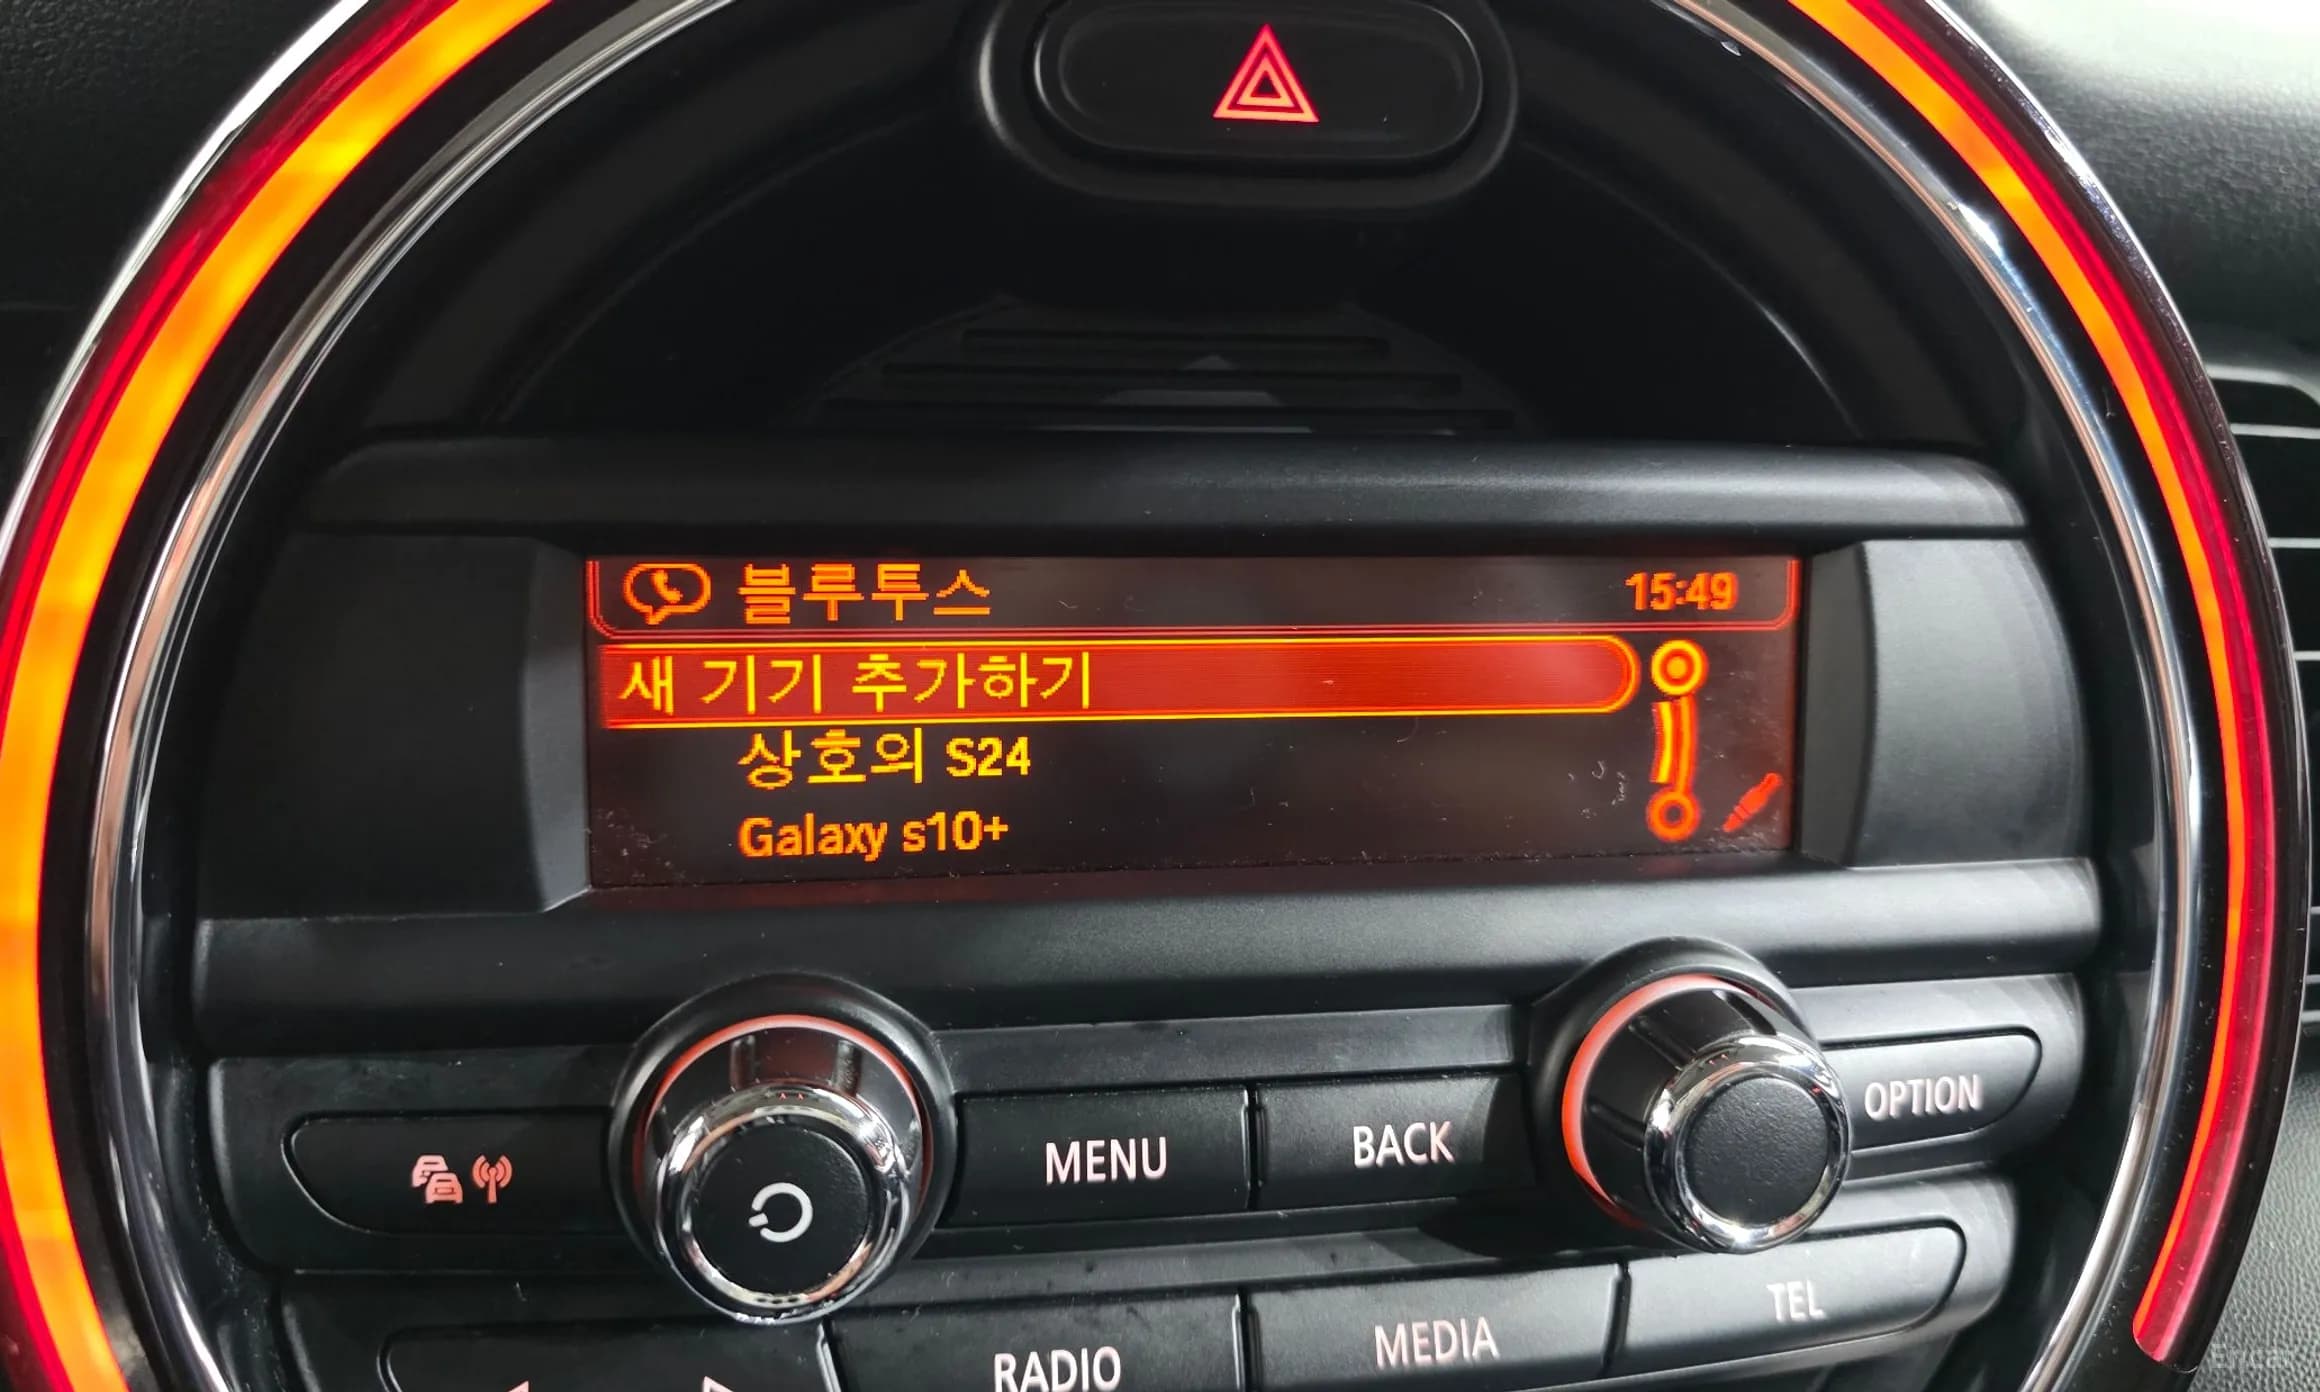 블루투스 15:49
새 기기 추가하기
상호의 S24
Galaxy s10+
MENU BACK OPTION
RADIO MEDIA TEL
Encar